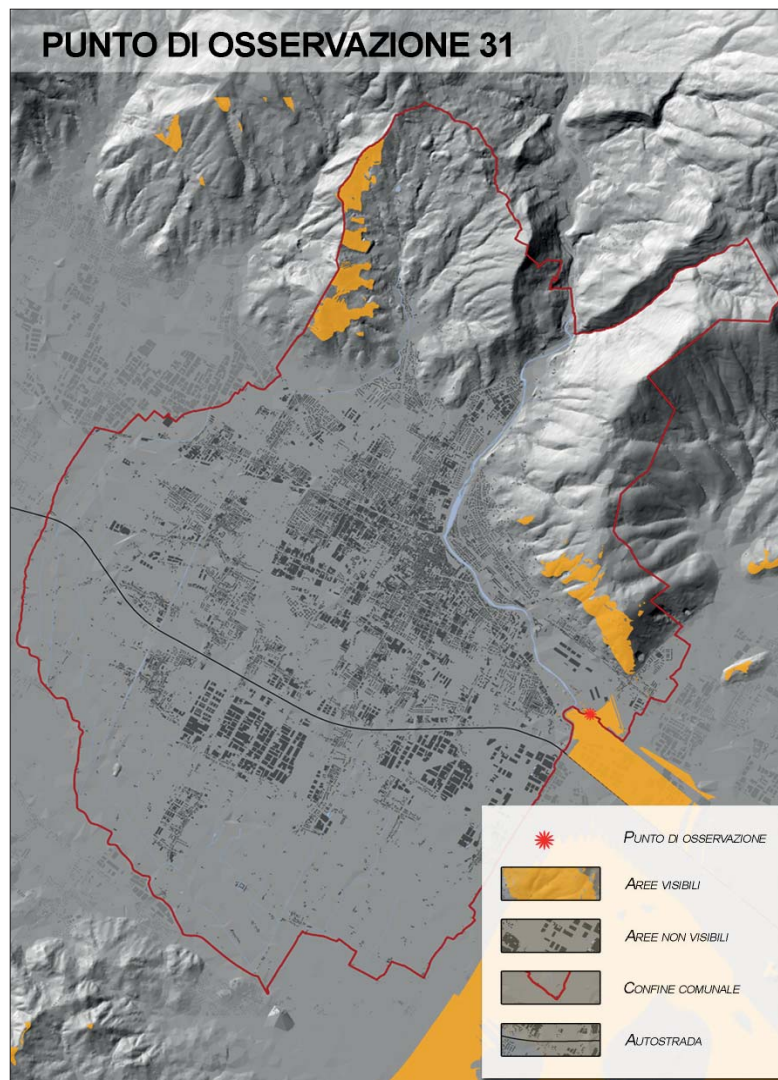 PUNTO DI OSSERVAZIONE 31
PUNTO DI OSSERVAZIONE
AREE VISIBILI
AREE NON VISIBILI
CONFINE COMUNALE
AUTOSTRADA